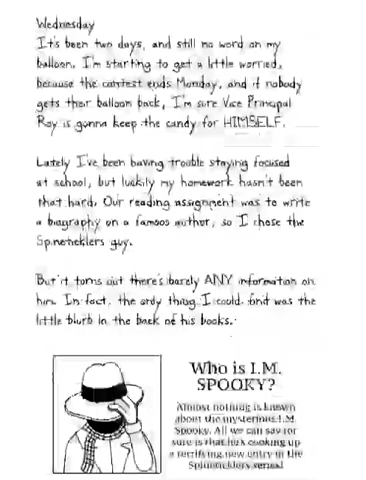 Wednesday
It's been two days, and still no word on my
balloon. I'm starting to get a little worried,
because the contest ends Monday, and if nobody
gets their balloon back, I'm sure Vice Principal
Roy is gonna keep the candy for HIMSELF.
Lately I've been having trouble staying focused
at school, but luckily my homework hasn't been
that hard. Our reading assignment was to write
a biography on a famous author, so I chose the
Spineticklers guy.
But it turns out there's barely ANY information on
him. In fact, the only thing I could find was the
little blurb in the back of his books.
Who is I.M.
SPOOKY?
Almost nothing is known
about the mysterious I.M.
Spooky. All we can say for
sure is that he's cooking up
a terrifying new entry in the
Spineticklers series!